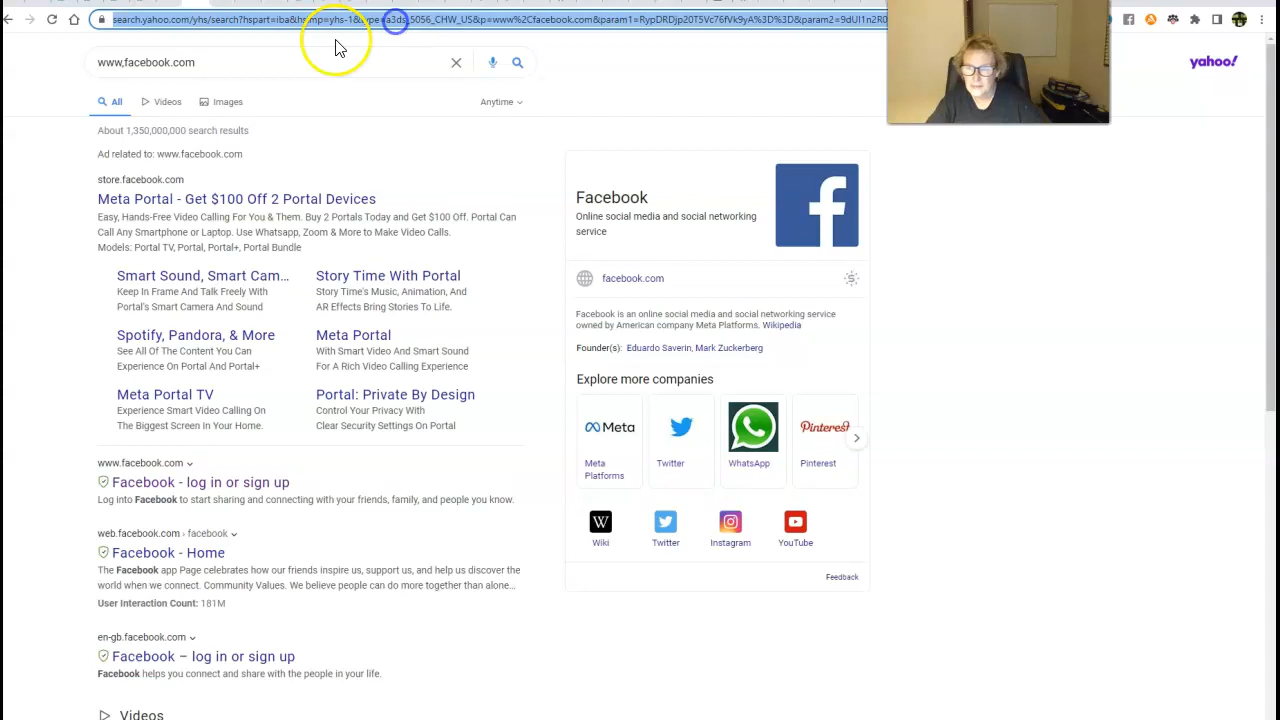 search.yahoo.com/yhs/search?hspart=iba&hsimp=yhs-1&type=a3ds_5056_CHW_US&p=www%2Cfacebook.com&param1=RypDRDjp20T5Vc76fVk9yA%3D%3D&param2=9dUI1n2R0
www,facebook.com
yahoo!
All
Videos
Images
Anytime
About 1,350,000,000 search results
Ad related to: www.facebook.com
store.facebook.com
Meta Portal - Get $100 Off 2 Portal Devices
Easy, Hands-Free Video Calling For You & Them. Buy 2 Portals Today and Get $100 Off. Portal Can
Call Any Smartphone or Laptop. Use Whatsapp, Zoom & More to Make Video Calls.
Models: Portal TV, Portal, Portal+, Portal Bundle
Smart Sound, Smart Cam...
Keep In Frame And Talk Freely With
Portal's Smart Camera And Sound
Story Time With Portal
Story Time's Music, Animation, And
AR Effects Bring Stories To Life.
Spotify, Pandora, & More
See All Of The Content You Can
Experience On Portal And Portal+
Meta Portal
With Smart Video And Smart Sound
For A Rich Video Calling Experience
Meta Portal TV
Experience Smart Video Calling On
The Biggest Screen In Your Home.
Portal: Private By Design
Control Your Privacy With
Clear Security Settings On Portal
www.facebook.com
Facebook - log in or sign up
Log into Facebook to start sharing and connecting with your friends, family, and people you know.
web.facebook.com › facebook
Facebook - Home
The Facebook app Page celebrates how our friends inspire us, support us, and help us discover the
world when we connect. Community Values. We believe people can do more together than alone...
User Interaction Count: 181M
en-gb.facebook.com
Facebook – log in or sign up
Facebook helps you connect and share with the people in your life.
Videos
Facebook
Online social media and social networking
service
facebook.com
Facebook is an online social media and social networking service
owned by American company Meta Platforms. Wikipedia
Founder(s): Eduardo Saverin, Mark Zuckerberg
Explore more companies
Meta
Pinterest
Meta
Platforms
Twitter
WhatsApp
Pinterest
W
Wiki
Twitter
Instagram
YouTube
Feedback